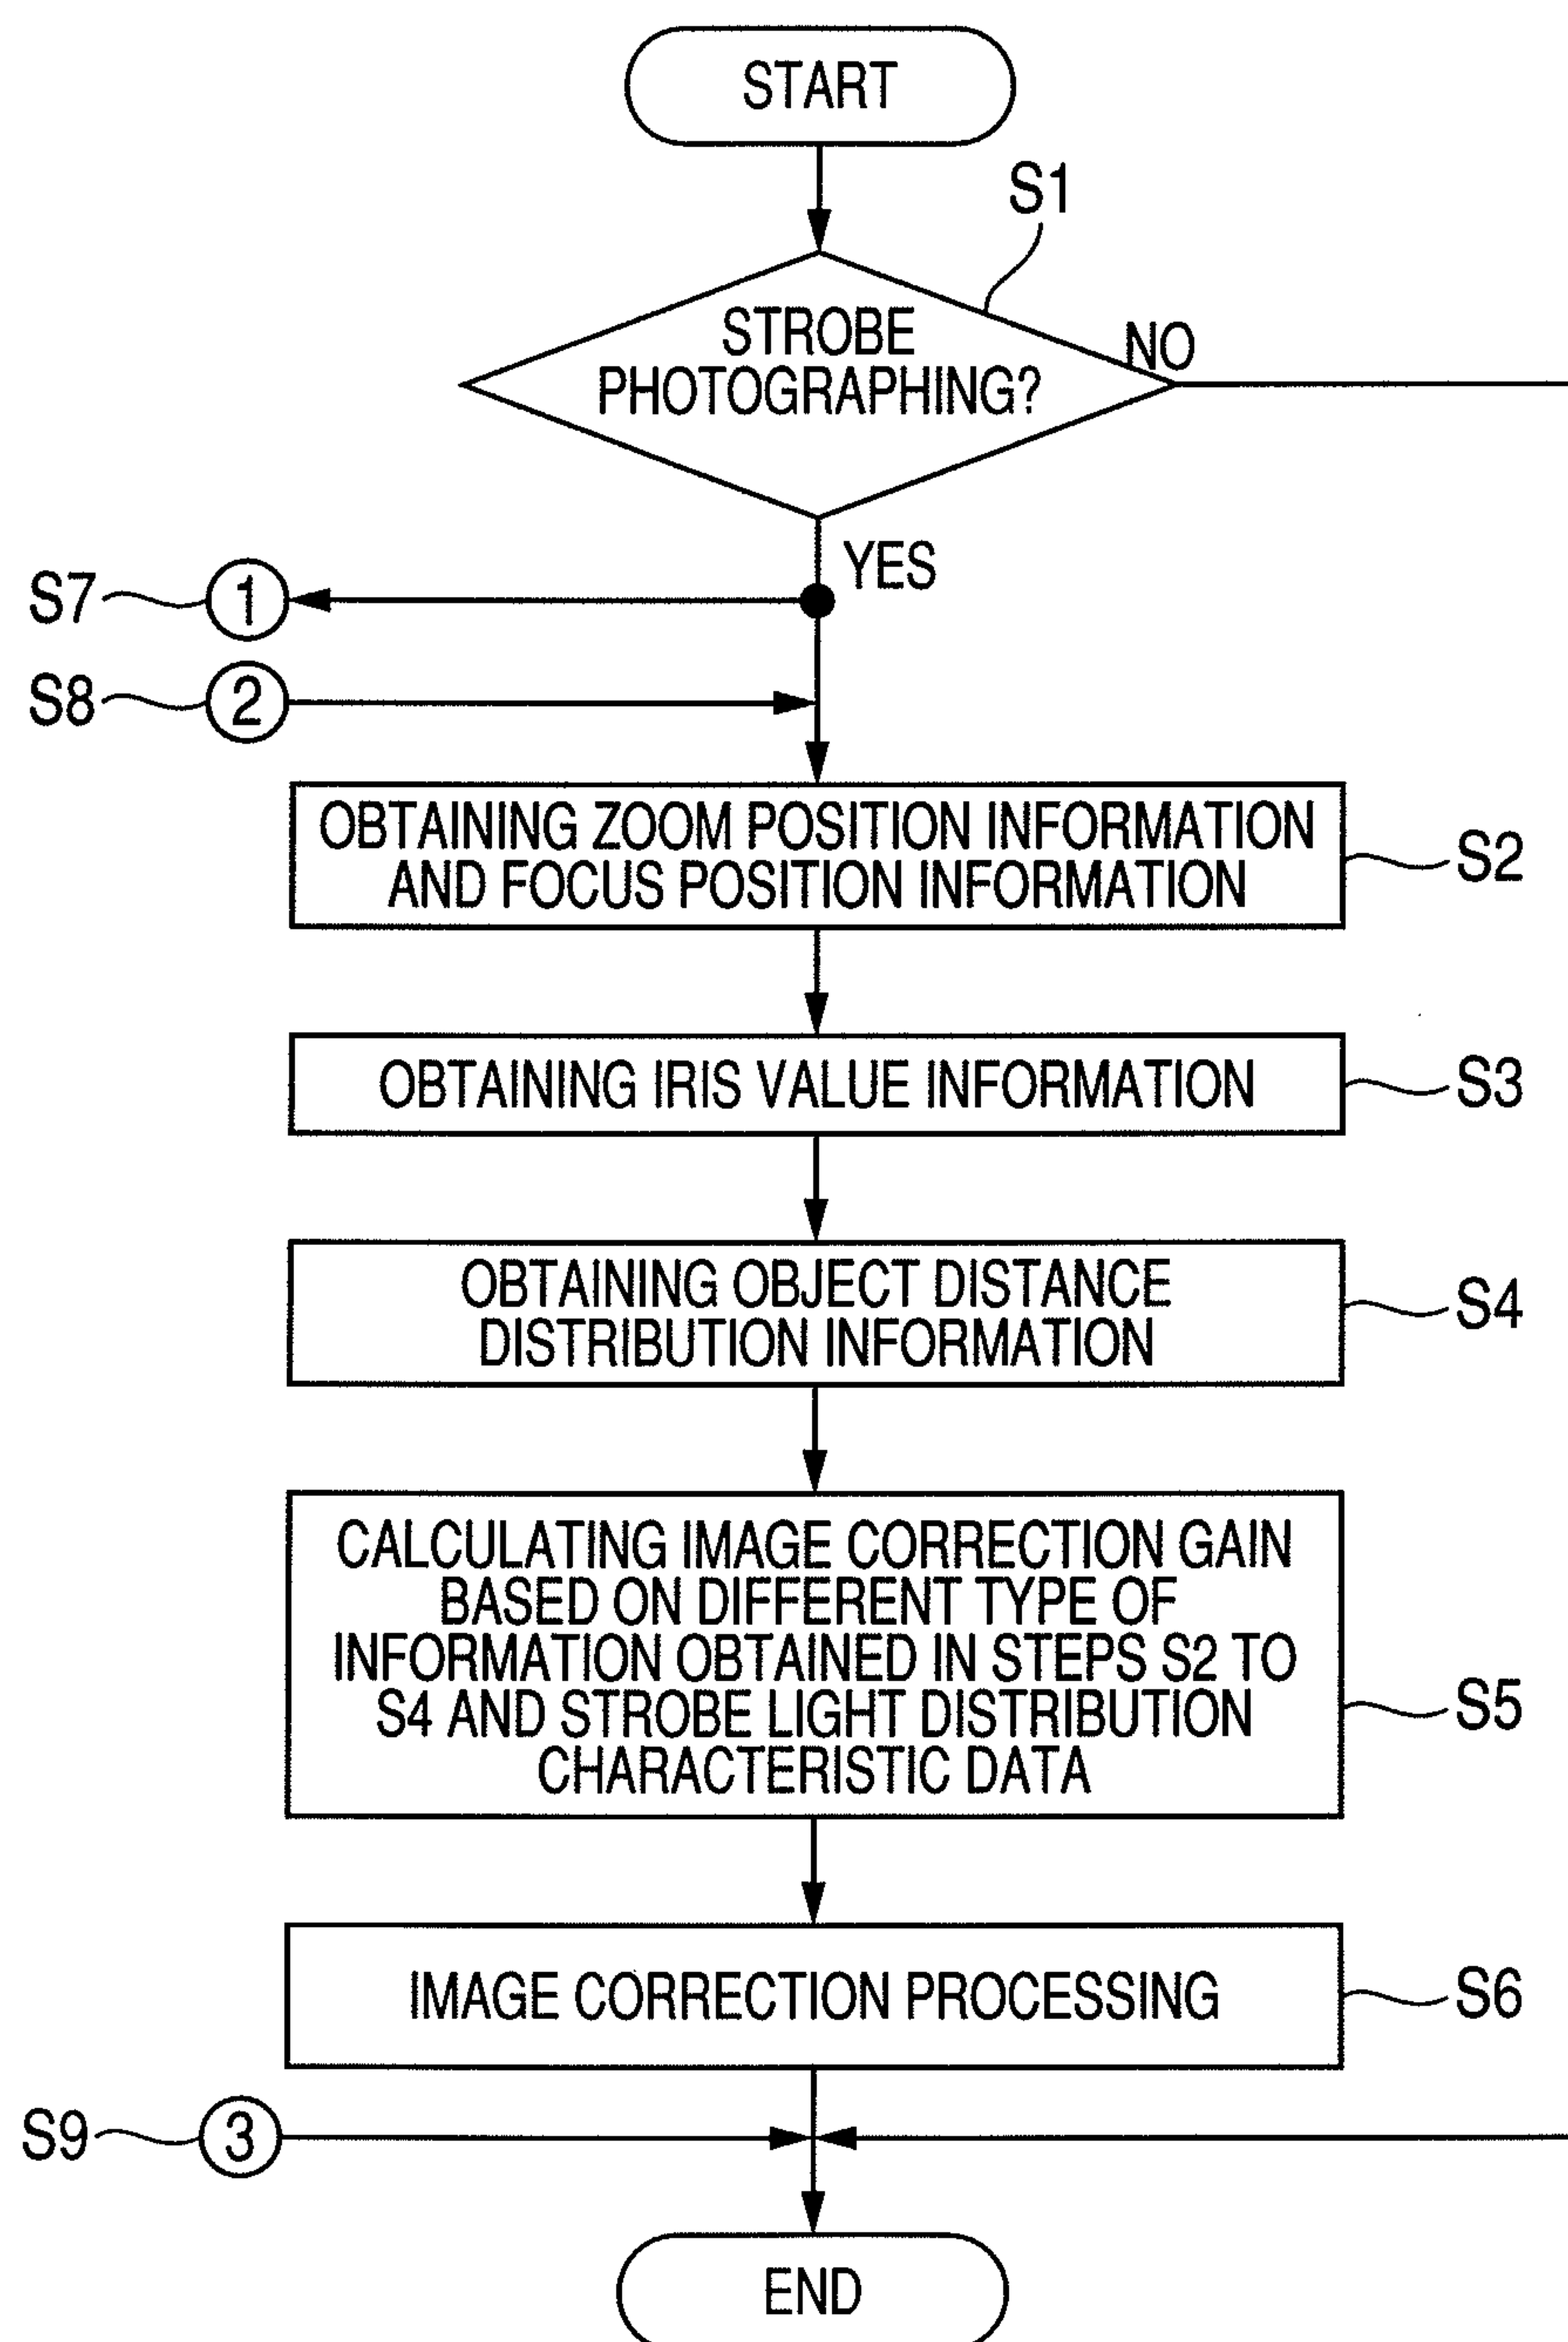 START
S1
STROBE
PHOTOGRAPHING?
NO
YES
S7
1
S8
2
OBTAINING ZOOM POSITION INFORMATION
AND FOCUS POSITION INFORMATION
S2
OBTAINING IRIS VALUE INFORMATION
S3
OBTAINING OBJECT DISTANCE
DISTRIBUTION INFORMATION
S4
CALCULATING IMAGE CORRECTION GAIN
BASED ON DIFFERENT TYPE OF
INFORMATION OBTAINED IN STEPS S2 TO
S4 AND STROBE LIGHT DISTRIBUTION
CHARACTERISTIC DATA
S5
IMAGE CORRECTION PROCESSING
S6
S9
3
END